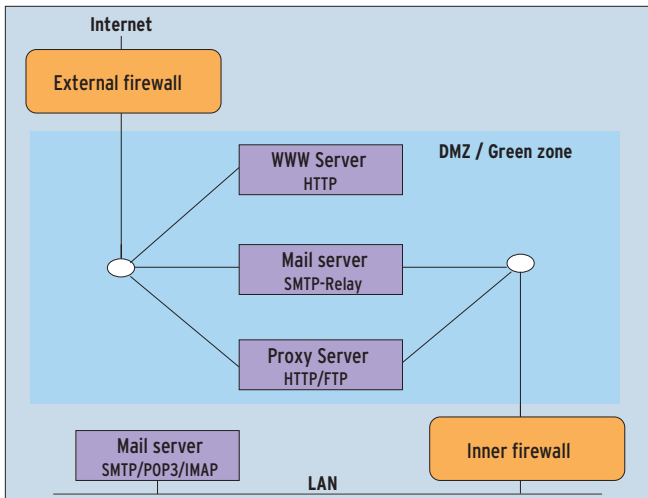 Internet
External firewall
DMZ / Green zone
WWW Server
HTTP
Mail server
SMTP-Relay
Proxy Server
HTTP/FTP
Inner firewall
Mail server
SMTP/POP3/IMAP
LAN